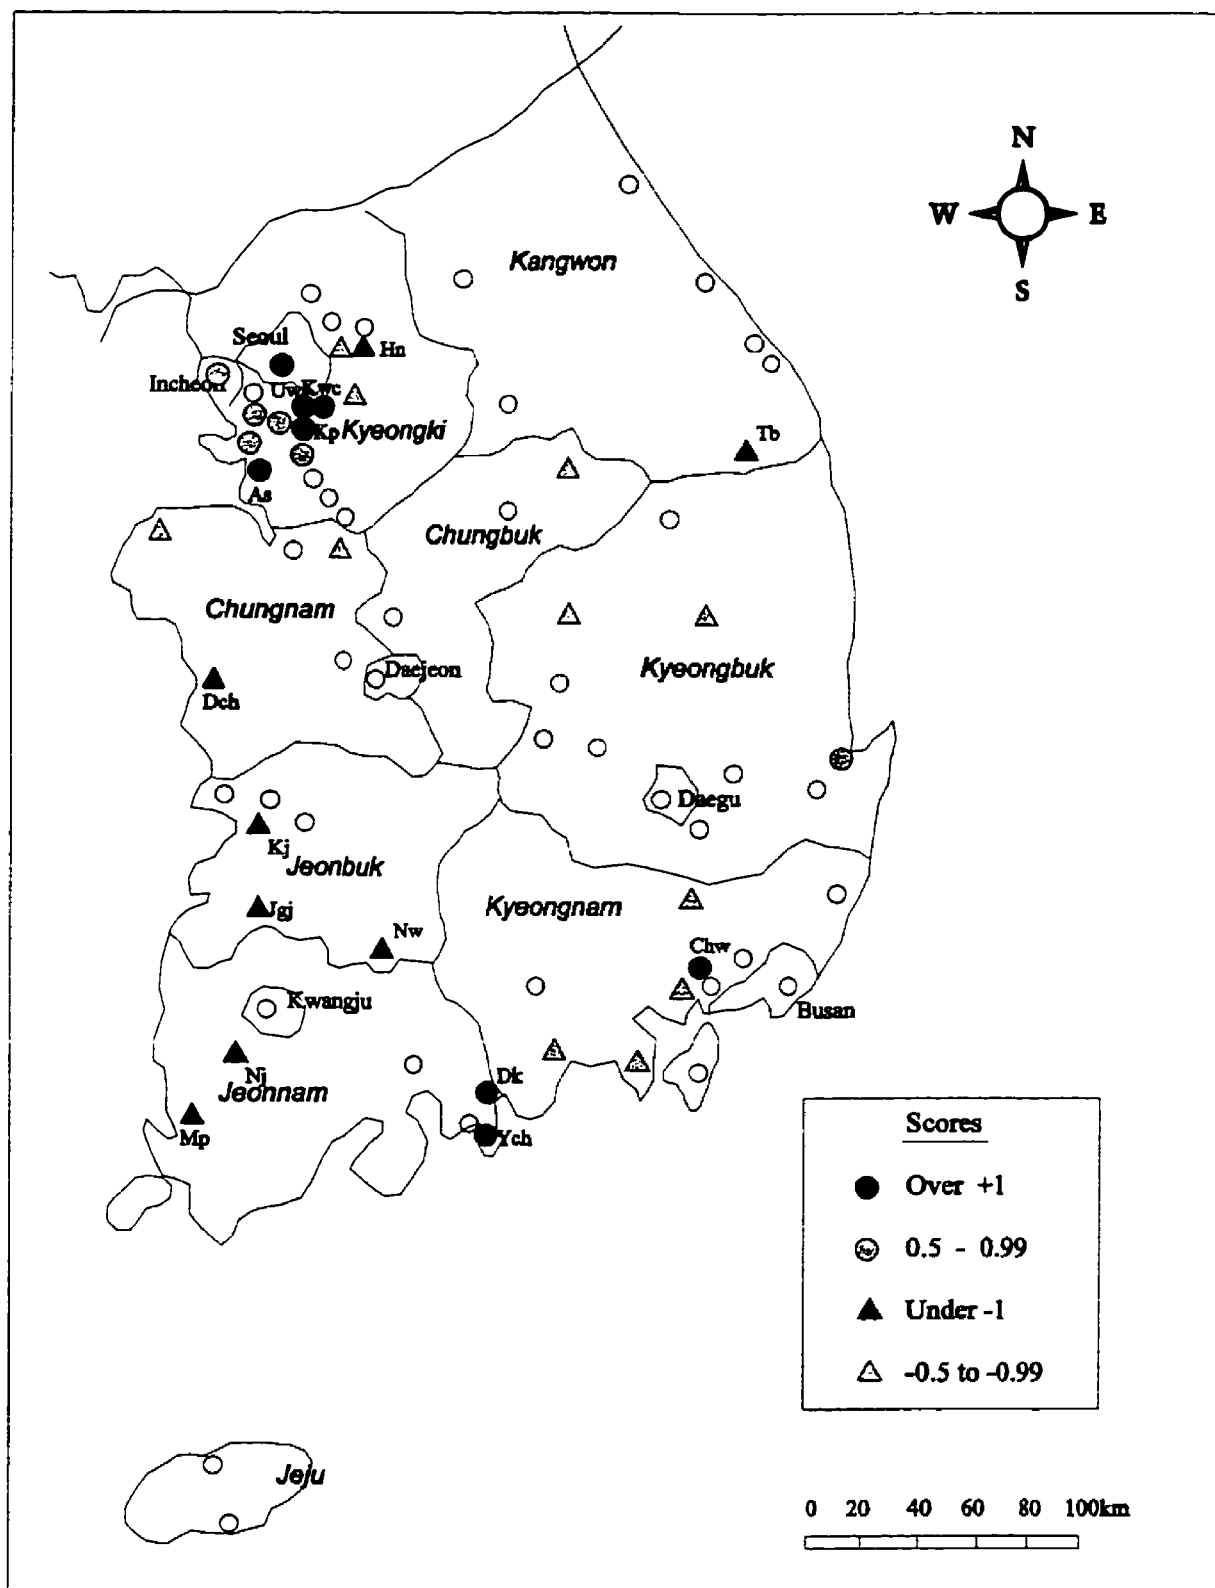 N
W E
S
Kangwon
Seoul
Hn
Incheon
Uw Kwc
Kp Kyeongki
Tb
As
Chungbuk
Chungnam
Daejeon
Kyeongbuk
Dch
Daegu
Kj
Jeonbuk
Jgj
Kyeongnam
Nw
Chw
Kwangju
Busan
Nj
Dk
Jeonnam
Mp
Ych
Scores
Over +1
0.5 - 0.99
Under -1
-0.5 to -0.99
Jeju
0 20 40 60 80 100km